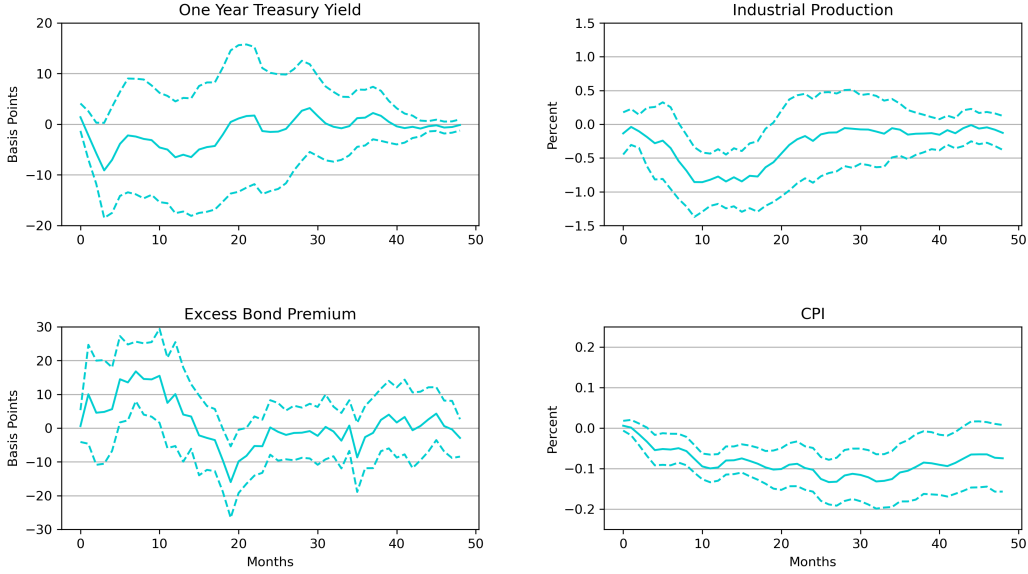 One Year Treasury Yield
Basis Points
20
10
0
−10
−20
0 10 20 30 40 50
Industrial Production
Percent
1.5
1.0
0.5
0.0
−0.5
−1.0
−1.5
0 10 20 30 40 50
Excess Bond Premium
Basis Points
30
20
10
0
−10
−20
−30
0 10 20 30 40 50
Months
CPI
Percent
0.2
0.1
0.0
−0.1
−0.2
0 10 20 30 40 50
Months